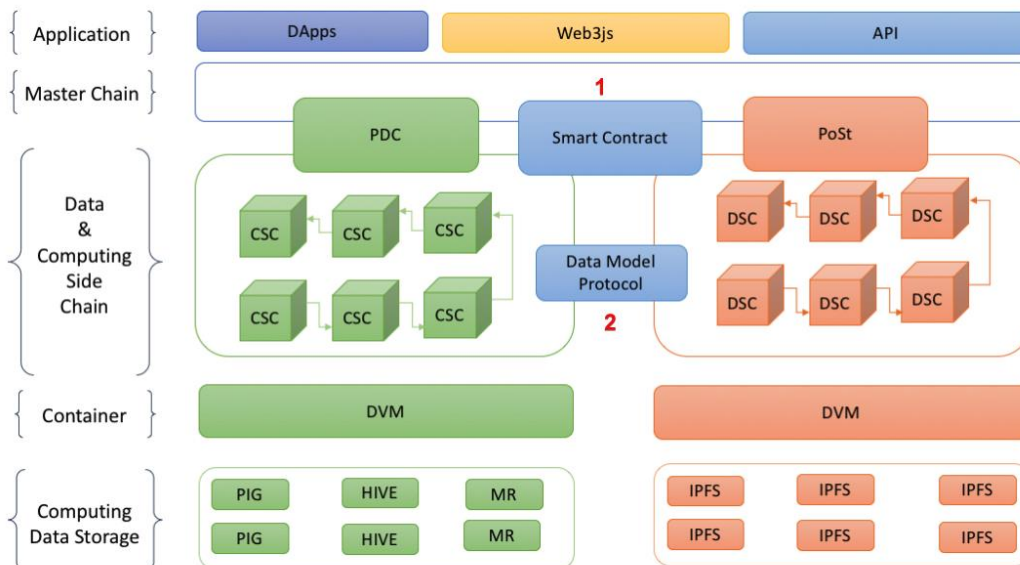 Application
DApps
Web3js
API
Master Chain
1
PDC
Smart Contract
PoSt
Data
&
Computing
Side
Chain
CSC
CSC
CSC
DSC
DSC
DSC
Data Model
Protocol
CSC
CSC
CSC
DSC
DSC
DSC
2
Container
DVM
DVM
Computing
Data Storage
PIG
HIVE
MR
IPFS
IPFS
IPFS
PIG
HIVE
MR
IPFS
IPFS
IPFS